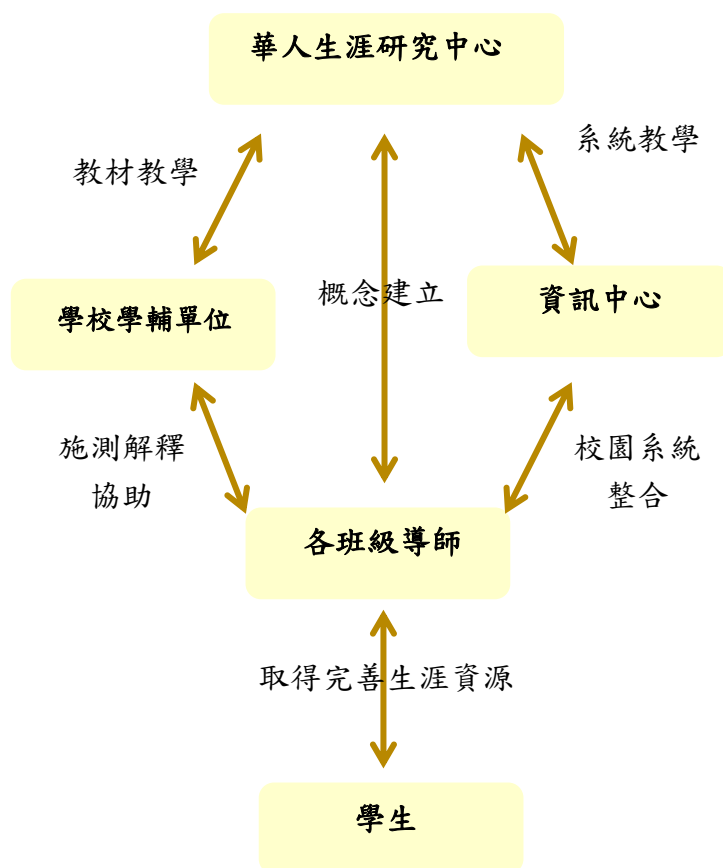 華人生涯研究中心
教材教學
系統教學
學校學輔單位
概念建立
資訊中心
施測解釋
協助
校園系統
整合
各班級導師
取得完善生涯資源
學生